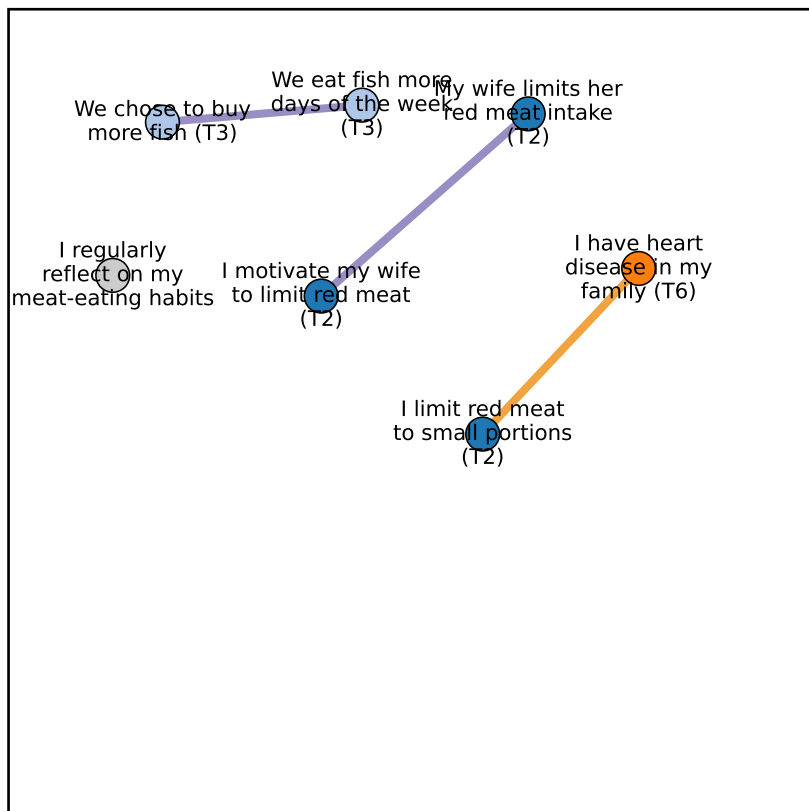 We chose to buy
more fish (T3)
We eat fish more
days of the week
(T3)
My wife limits her
red meat intake
(T2)
I regularly
reflect on my
meat-eating habits
I motivate my wife
to limit red meat
(T2)
I have heart
disease in my
family (T6)
I limit red meat
to small portions
(T2)